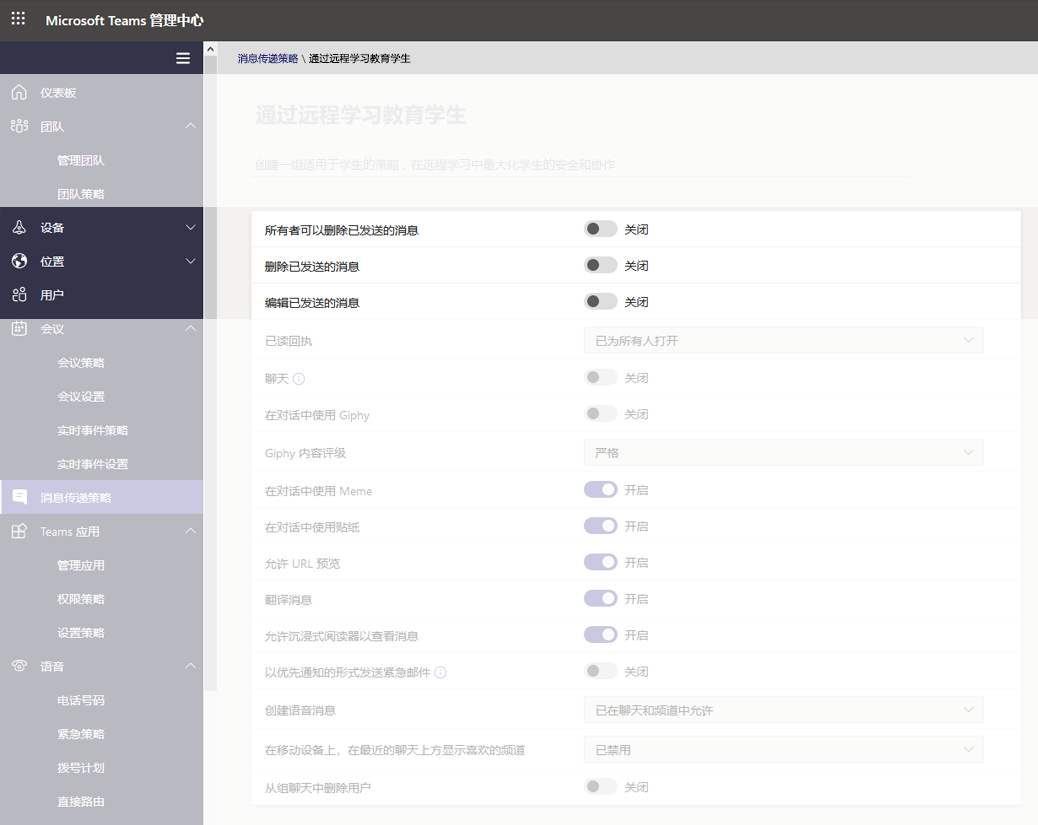 Microsoft Teams 管理中心
消息传递策略 \ 通过远程学习教育学生
仪表板
团队
管理团队
团队策略
设备
位置
用户
会议
会议策略
会议设置
实时事件策略
实时事件设置
消息传递策略
Teams 应用
管理应用
权限策略
设置策略
语音
电话号码
紧急策略
拨号计划
直接路由
通过远程学习教育学生
创建一组适用于学生的策略，在远程学习中最大化学生的安全和协作
所有者可以删除已发送的消息 关闭
删除已发送的消息 关闭
编辑已发送的消息 关闭
已读回执 已为所有人打开
聊天 关闭
在对话中使用 Giphy 关闭
Giphy 内容评级 严格
在对话中使用 Meme 开启
在对话中使用贴纸 开启
允许 URL 预览 开启
翻译消息 开启
允许沉浸式阅读器以查看消息 开启
以优先通知的形式发送紧急邮件 关闭
创建语音消息 已在聊天和频道中允许
在移动设备上，在最近的聊天上方显示喜欢的频道 已禁用
从组聊天中删除用户 关闭